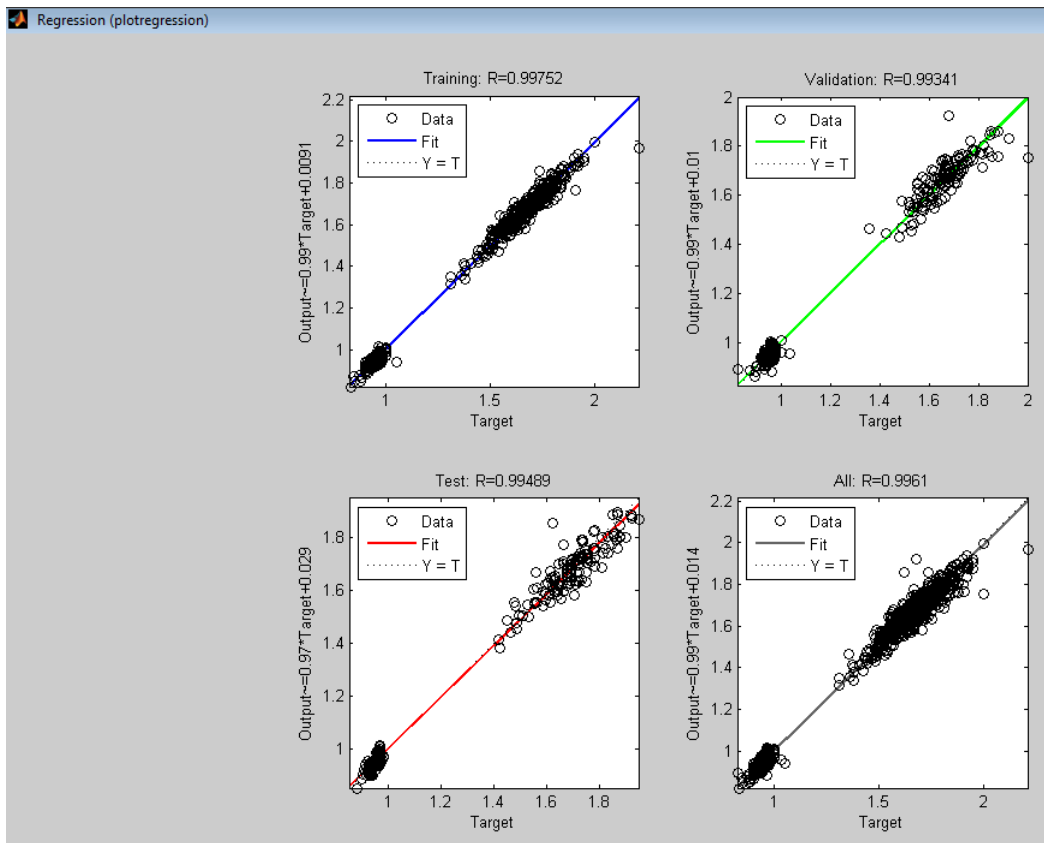 Regression (plotregression)
Training: R=0.99752
Output~=0.99*Target+0.0091
2.2
2
1.8
1.6
1.4
1.2
1
Data
Fit
Y = T
1
1.5
2
Target
Validation: R=0.99341
Output~=0.99*Target+0.01
2
1.8
1.6
1.4
1.2
1
Data
Fit
Y = T
1
1.2
1.4
1.6
1.8
2
Target
Test: R=0.99489
Output~=0.97*Target+0.029
1.8
1.6
1.4
1.2
1
Data
Fit
Y = T
1
1.2
1.4
1.6
1.8
Target
All: R=0.9961
Output~=0.99*Target+0.014
2.2
2
1.8
1.6
1.4
1.2
1
Data
Fit
Y = T
1
1.5
2
Target